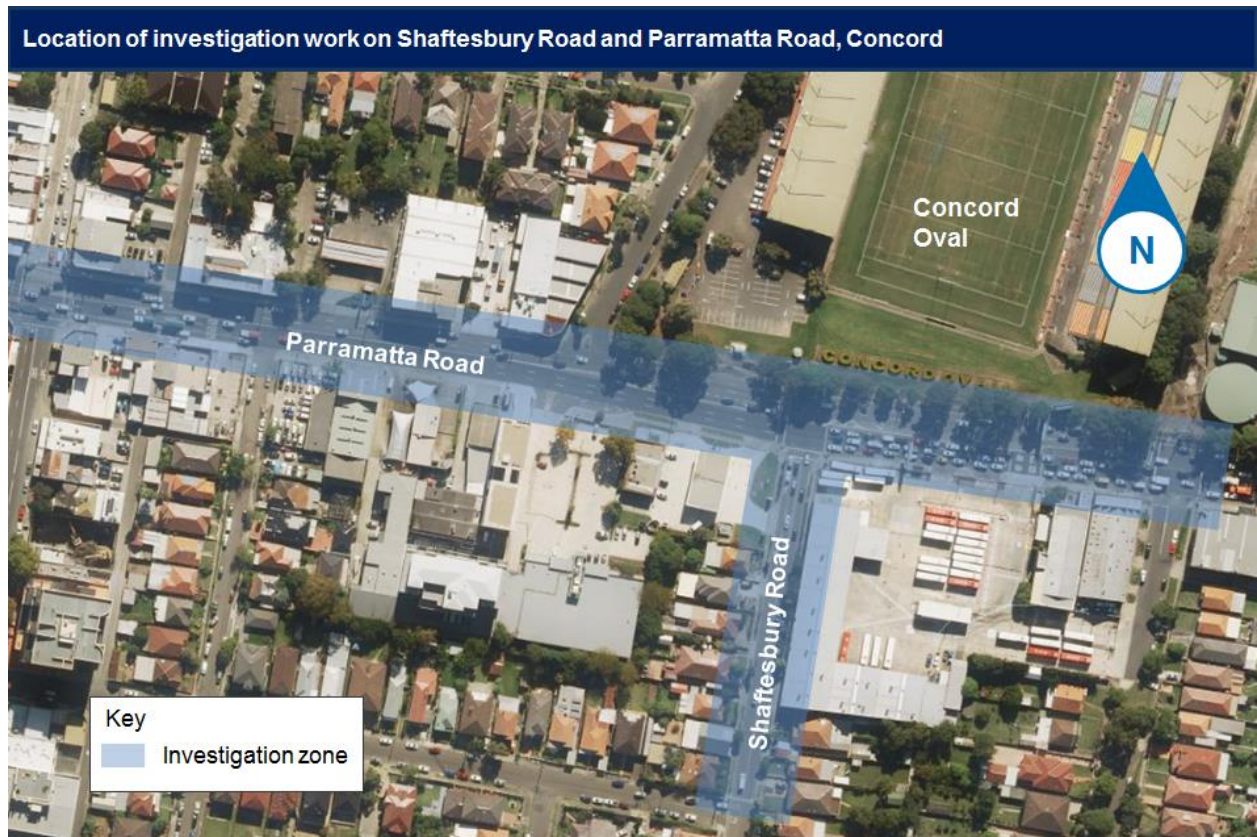 Location of investigation work on Shaftesbury Road and Parramatta Road, Concord
Concord
Oval
N
Parramatta Road
CONCORD OVAL
Shaftesbury Road
Key
Investigation zone